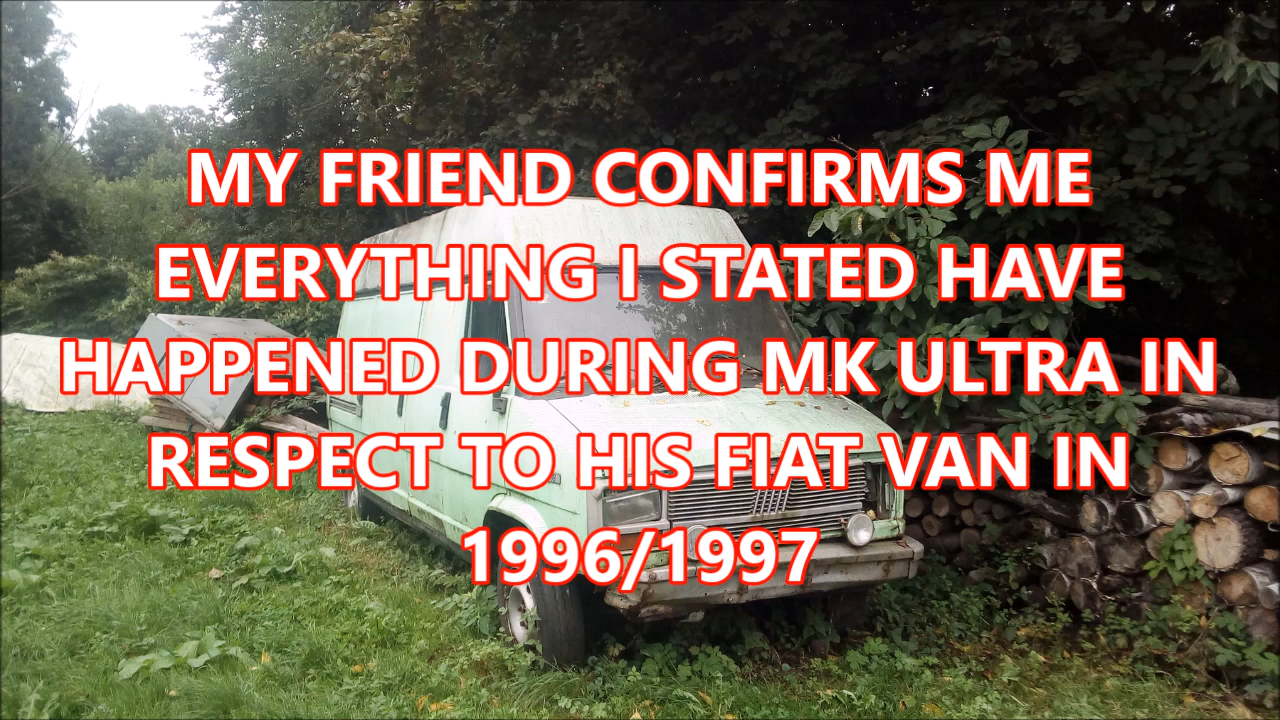 MY FRIEND CONFIRMS ME
EVERYTHING I STATED HAVE
HAPPENED DURING MK ULTRA IN
RESPECT TO HIS FIAT VAN IN
1996/1997